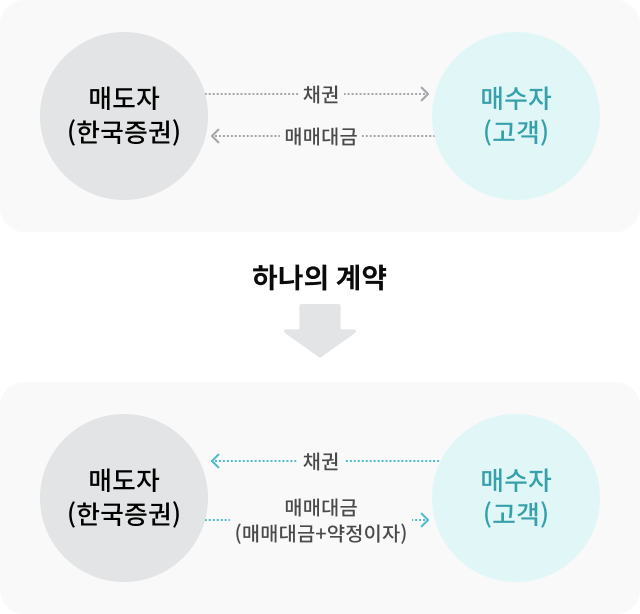 매도자
(한국증권)
채권
매매대금
매수자
(고객)
하나의 계약
매도자
(한국증권)
채권
매매대금
(매매대금+약정이자)
매수자
(고객)